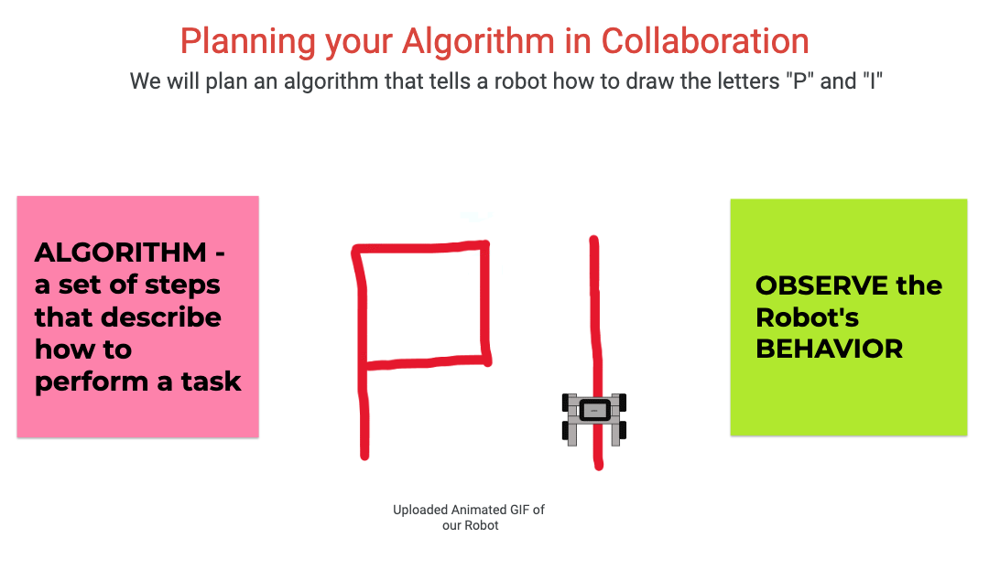 Planning your Algorithm in Collaboration
We will plan an algorithm that tells a robot how to draw the letters "P" and "I"
ALGORITHM -
a set of steps
that describe
how to
perform a task
P I
OBSERVE the
Robot's
BEHAVIOR
Uploaded Animated GIF of
our Robot